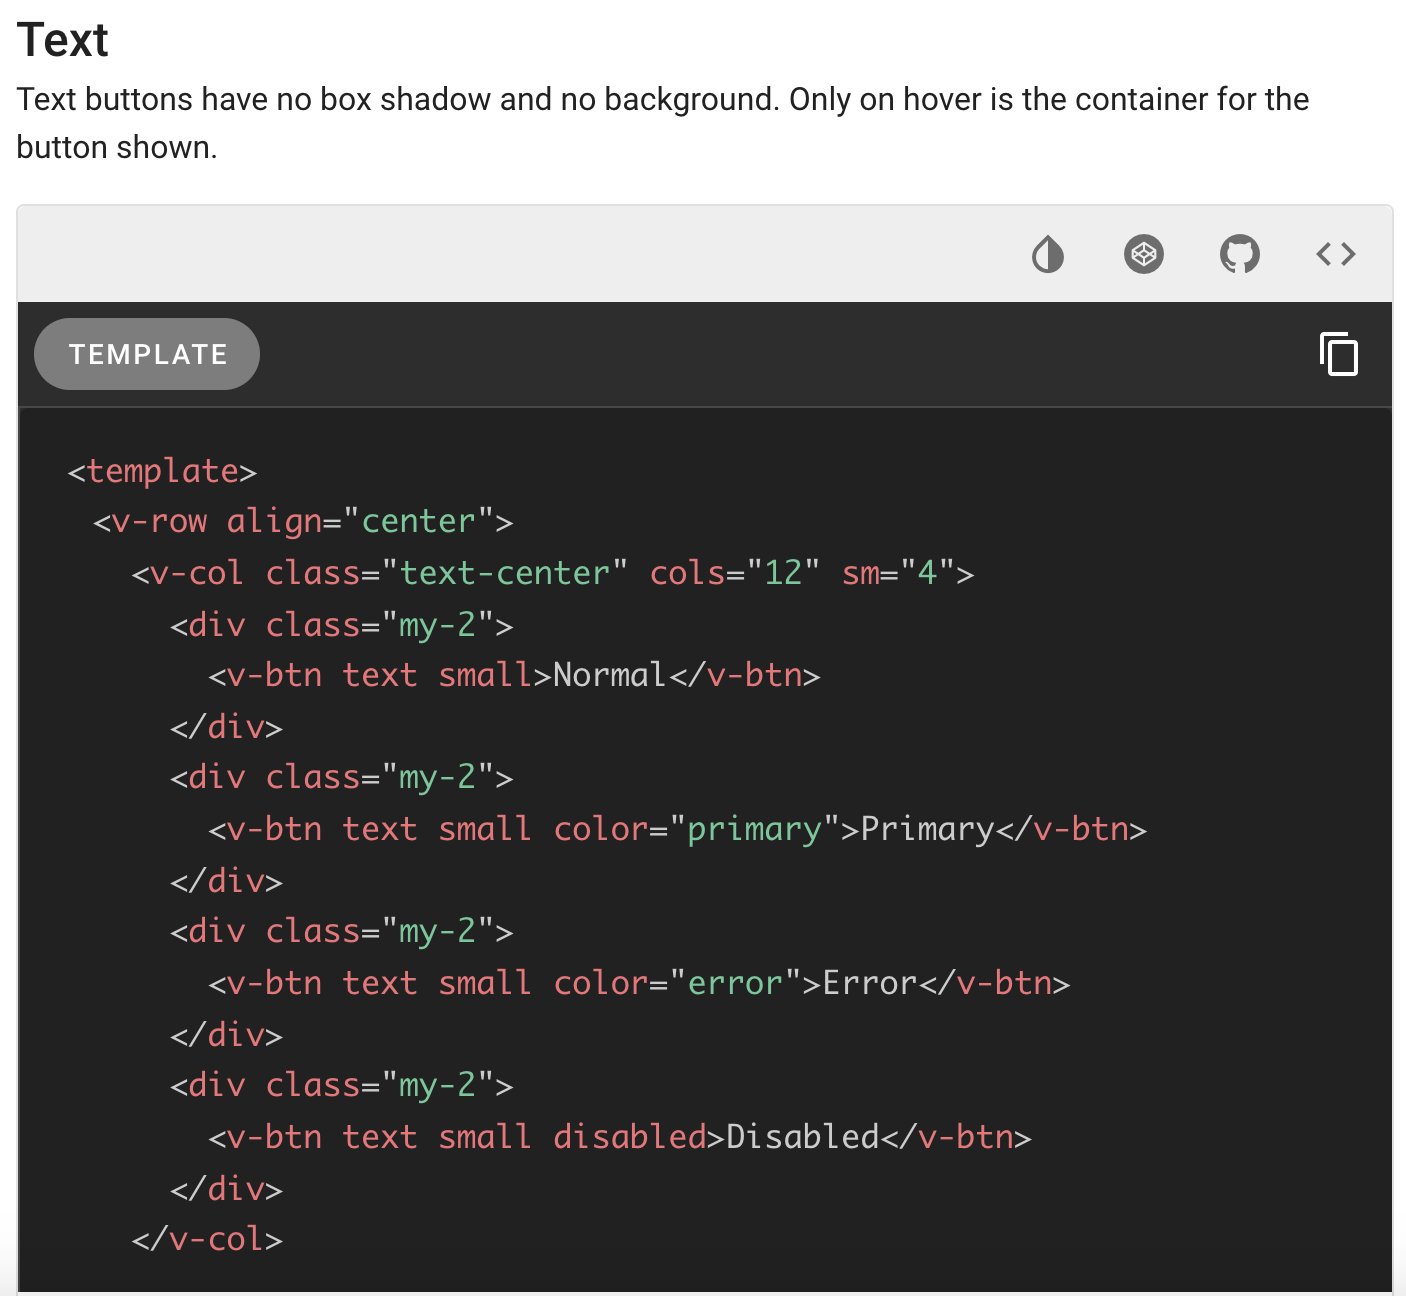 Text
Text buttons have no box shadow and no background. Only on hover is the container for the
button shown.
TEMPLATE
<template>
  <v-row align="center">
    <v-col class="text-center" cols="12" sm="4">
      <div class="my-2">
        <v-btn text small>Normal</v-btn>
      </div>
      <div class="my-2">
        <v-btn text small color="primary">Primary</v-btn>
      </div>
      <div class="my-2">
        <v-btn text small color="error">Error</v-btn>
      </div>
      <div class="my-2">
        <v-btn text small disabled>Disabled</v-btn>
      </div>
    </v-col>